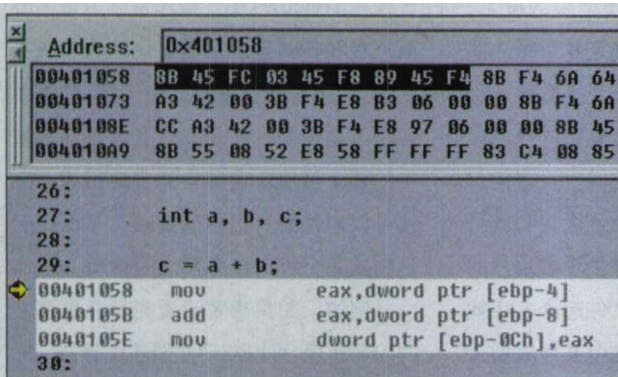 Address: 0x401058
00401058 8B 45 FC 03 45 F8 89 45 F4 8B F4 6A 64
00401073 A3 42 00 3B F4 E8 B3 06 00 00 8B F4 6A
0040108E CC A3 42 00 3B F4 E8 97 06 00 00 8B 45
004010A9 8B 55 08 52 E8 58 FF FF FF 83 C4 08 85
26:
27: int a, b, c;
28:
29: c = a + b;
00401058 mov eax,dword ptr [ebp-4]
0040105B add eax,dword ptr [ebp-8]
0040105E mov dword ptr [ebp-0Ch],eax
30: